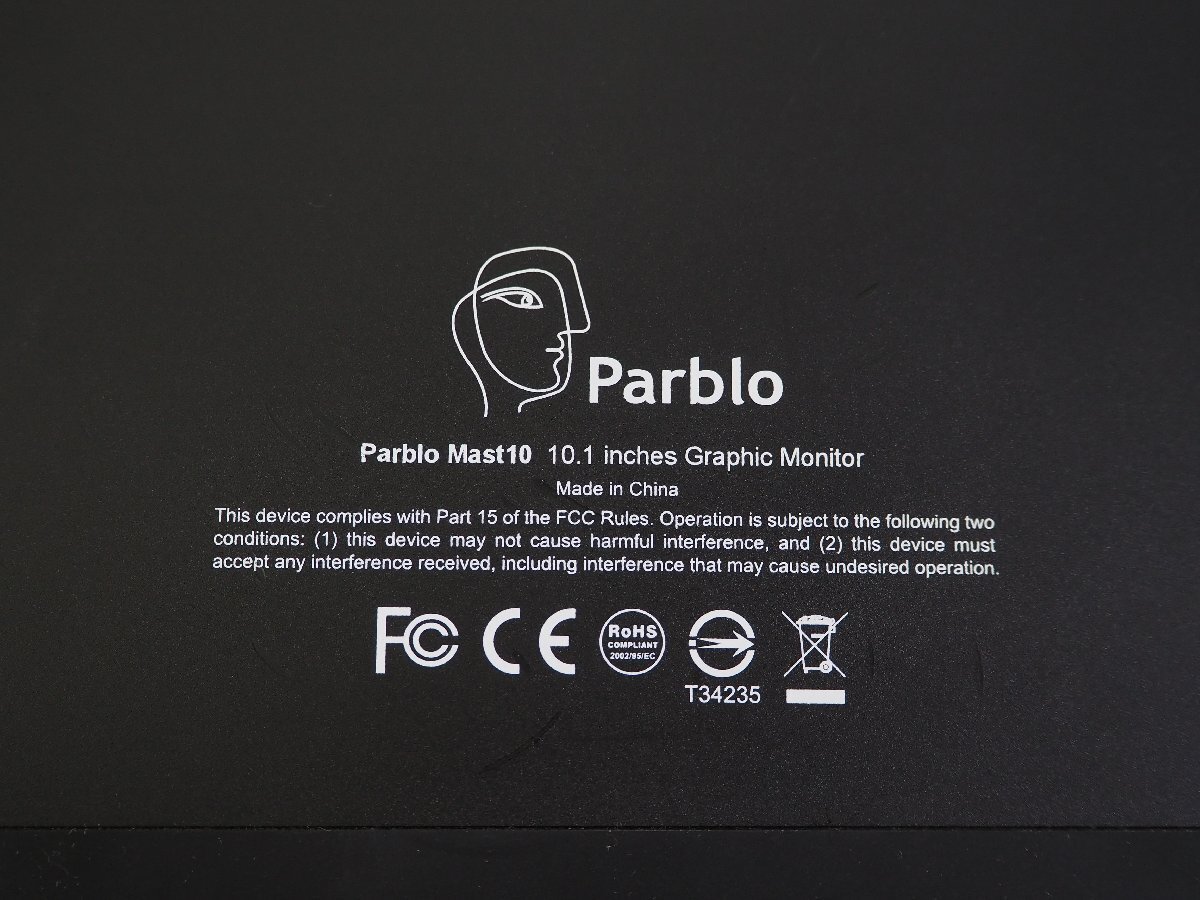 Parblo
Parblo Mast10 10.1 inches Graphic Monitor
Made in China
This device complies with Part 15 of the FCC Rules. Operation is subject to the following two
conditions: (1) this device may not cause harmful interference, and (2) this device must
accept any interference received, including interference that may cause undesired operation.
FC CE RoHS
COMPLIANT
2002/95/EC
T34235